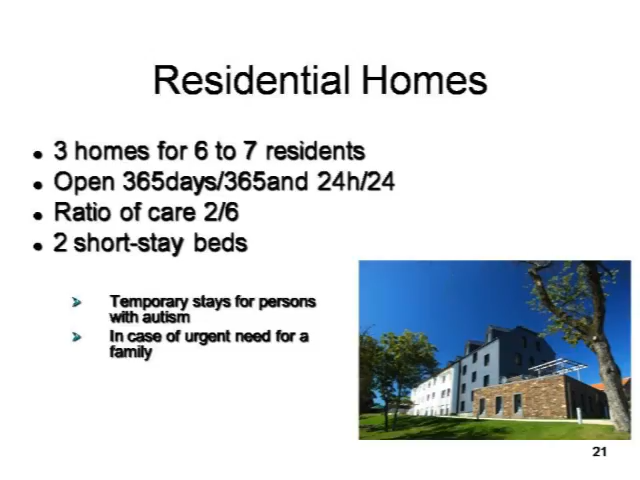 Residential Homes
3 homes for 6 to 7 residents
Open 365days/365and 24h/24
Ratio of care 2/6
2 short-stay beds
Temporary stays for persons
with autism
In case of urgent need for a
family
21